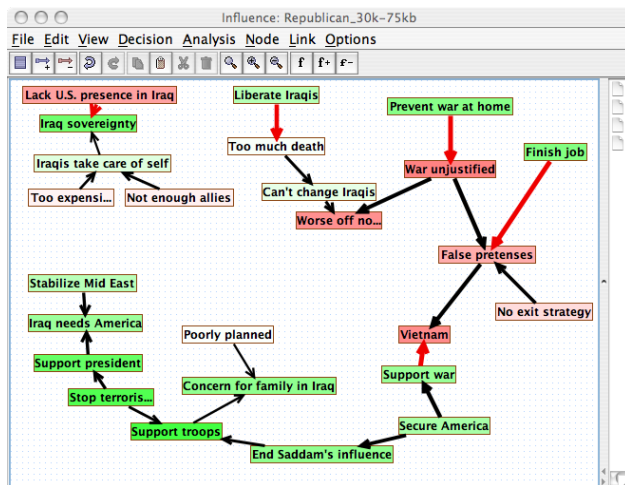 Influence: Republican_30k-75kb
File Edit View Decision Analysis Node Link Options
f f+ f-
Lack U.S. presence in Iraq
Liberate Iraqis
Prevent war at home
Iraq sovereignty
Too much death
Finish job
Iraqis take care of self
War unjustified
Too expensi... Not enough allies
Can't change Iraqis
Worse off no...
False pretenses
Stabilize Mid East
No exit strategy
Iraq needs America
Poorly planned
Vietnam
Support president
Support war
Concern for family in Iraq
Stop terroris...
Secure America
Support troops
End Saddam's influence